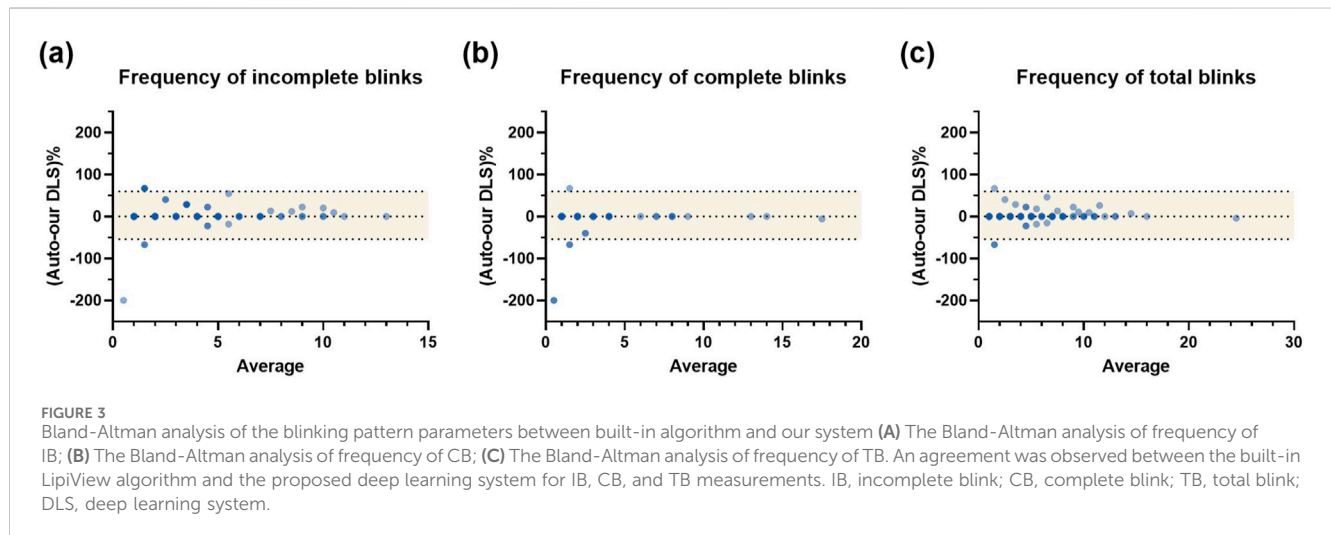 (a)
Frequency of incomplete blinks
(Auto-our DLS)%
200
100
0
-100
-200
0
5
10
15
Average
(b)
Frequency of complete blinks
(Auto-our DLS)%
200
100
0
-100
-200
0
5
10
15
20
Average
(c)
Frequency of total blinks
(Auto-our DLS)%
200
100
0
-100
-200
0
10
20
30
Average
FIGURE 3
Bland-Altman analysis of the blinking pattern parameters between built-in algorithm and our system (A) The Bland-Altman analysis of frequency of
IB; (B) The Bland-Altman analysis of frequency of CB; (C) The Bland-Altman analysis of frequency of TB. An agreement was observed between the built-in
LipiView algorithm and the proposed deep learning system for IB, CB, and TB measurements. IB, incomplete blink; CB, complete blink; TB, total blink;
DLS, deep learning system.